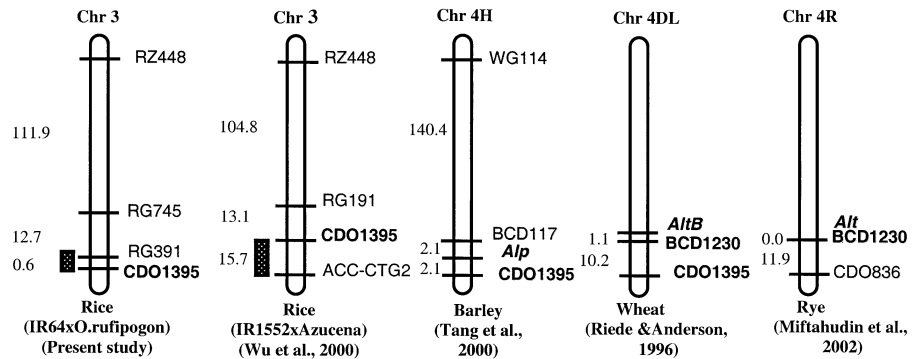 Chr 3
RZ448
111.9
RG745
12.7
RG391
0.6
CDO1395
Rice
(IR64xO.rufipogon)
(Present study)
Chr 3
RZ448
104.8
RG191
13.1
CDO1395
15.7
ACC-CTG2
Rice
(IR1552xAzucena)
(Wu et al., 2000)
Chr 4H
WG114
140.4
BCD117
2.1
Alp
2.1
CDO1395
Barley
(Tang et al.,
2000)
Chr 4DL
AltB
1.1
BCD1230
10.2
CDO1395
Wheat
(Riede &Anderson,
1996)
Chr 4R
Alt
0.0
BCD1230
11.9
CDO836
Rye
(Miftahudin et al.,
2002)